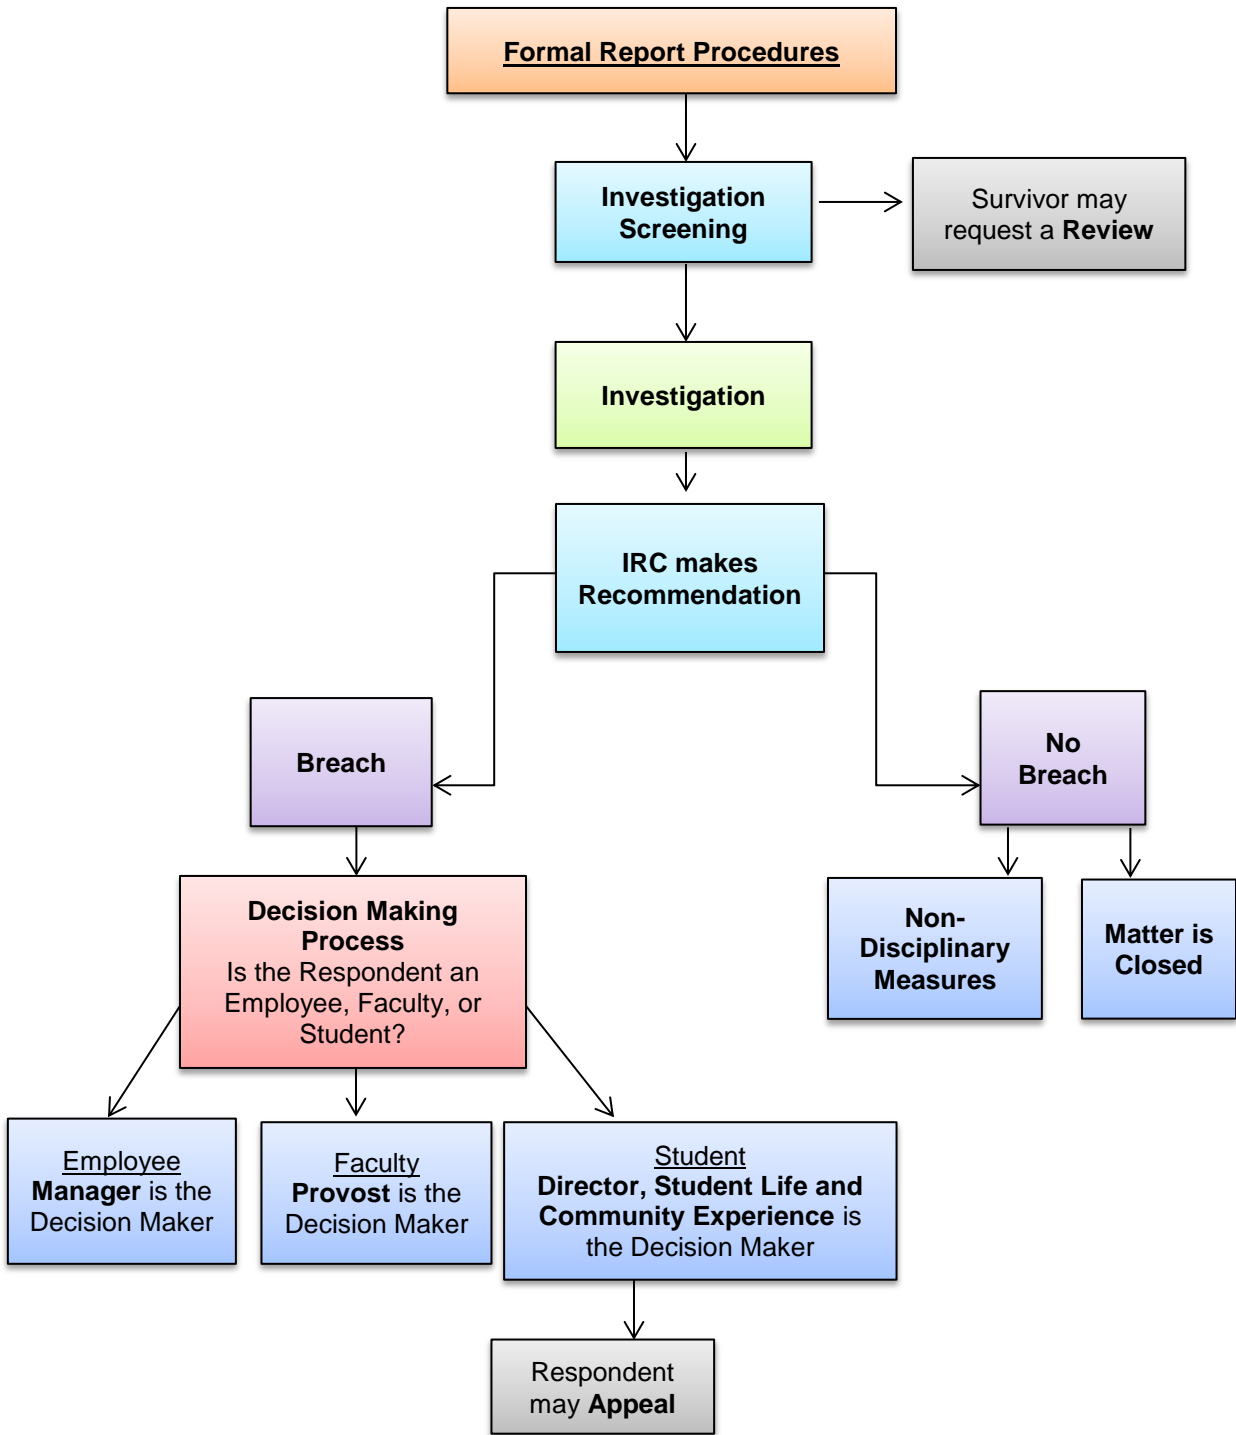 Formal Report Procedures
Investigation
Screening
Survivor may
request a Review
Investigation
IRC makes
Recommendation
Breach
No
Breach
Decision Making
Process
Is the Respondent an
Employee, Faculty, or
Student?
Non-
Disciplinary
Measures
Matter is
Closed
Employee
Manager is the
Decision Maker
Faculty
Provost is the
Decision Maker
Student
Director, Student Life and
Community Experience is
the Decision Maker
Respondent
may Appeal